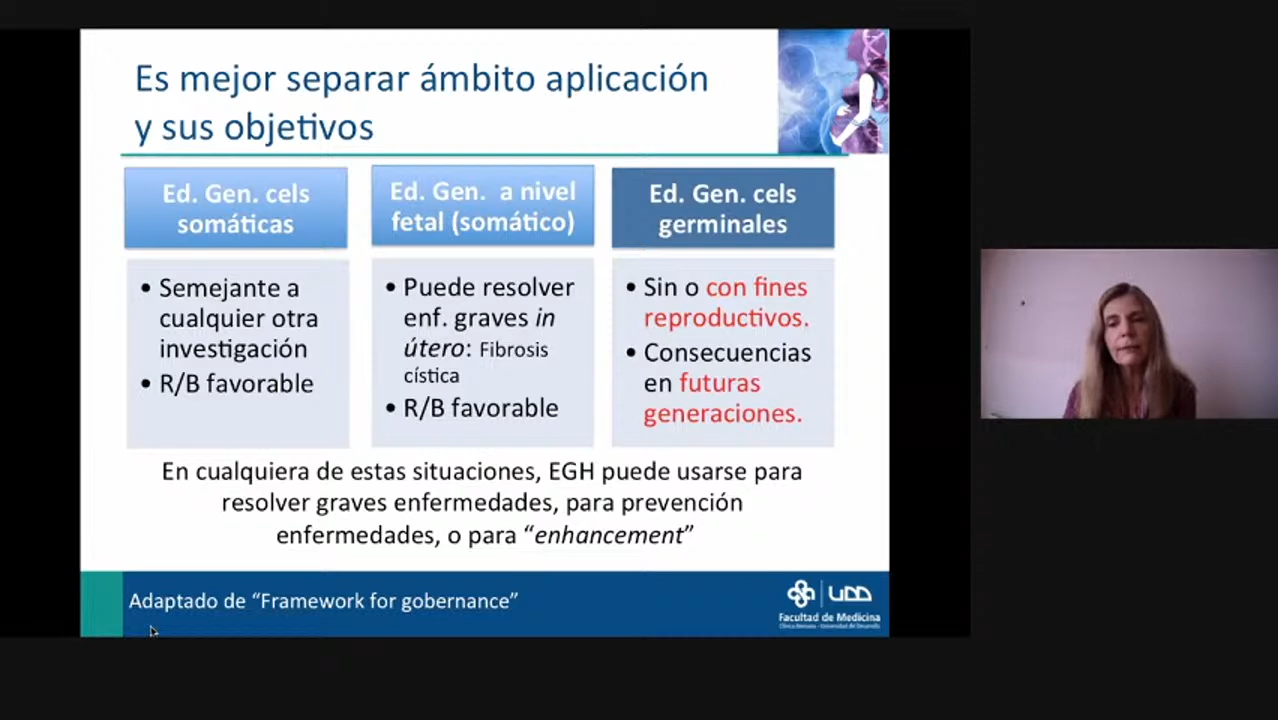 Es mejor separar ámbito aplicación
y sus objetivos
Ed. Gen. cels
somáticas
• Semejante a
cualquier otra
investigación
• R/B favorable
Ed. Gen. a nivel
fetal (somático)
• Puede resolver
enf. graves in
útero: Fibrosis
cística
• R/B favorable
Ed. Gen. cels
germinales
• Sin o con fines
reproductivos.
• Consecuencias
en futuras
generaciones.
En cualquiera de estas situaciones, EGH puede usarse para
resolver graves enfermedades, para prevención
enfermedades, o para “enhancement”
Adaptado de “Framework for gobernance”
UDD
Facultad de Medicina
Clínica Alemana - Universidad del Desarrollo